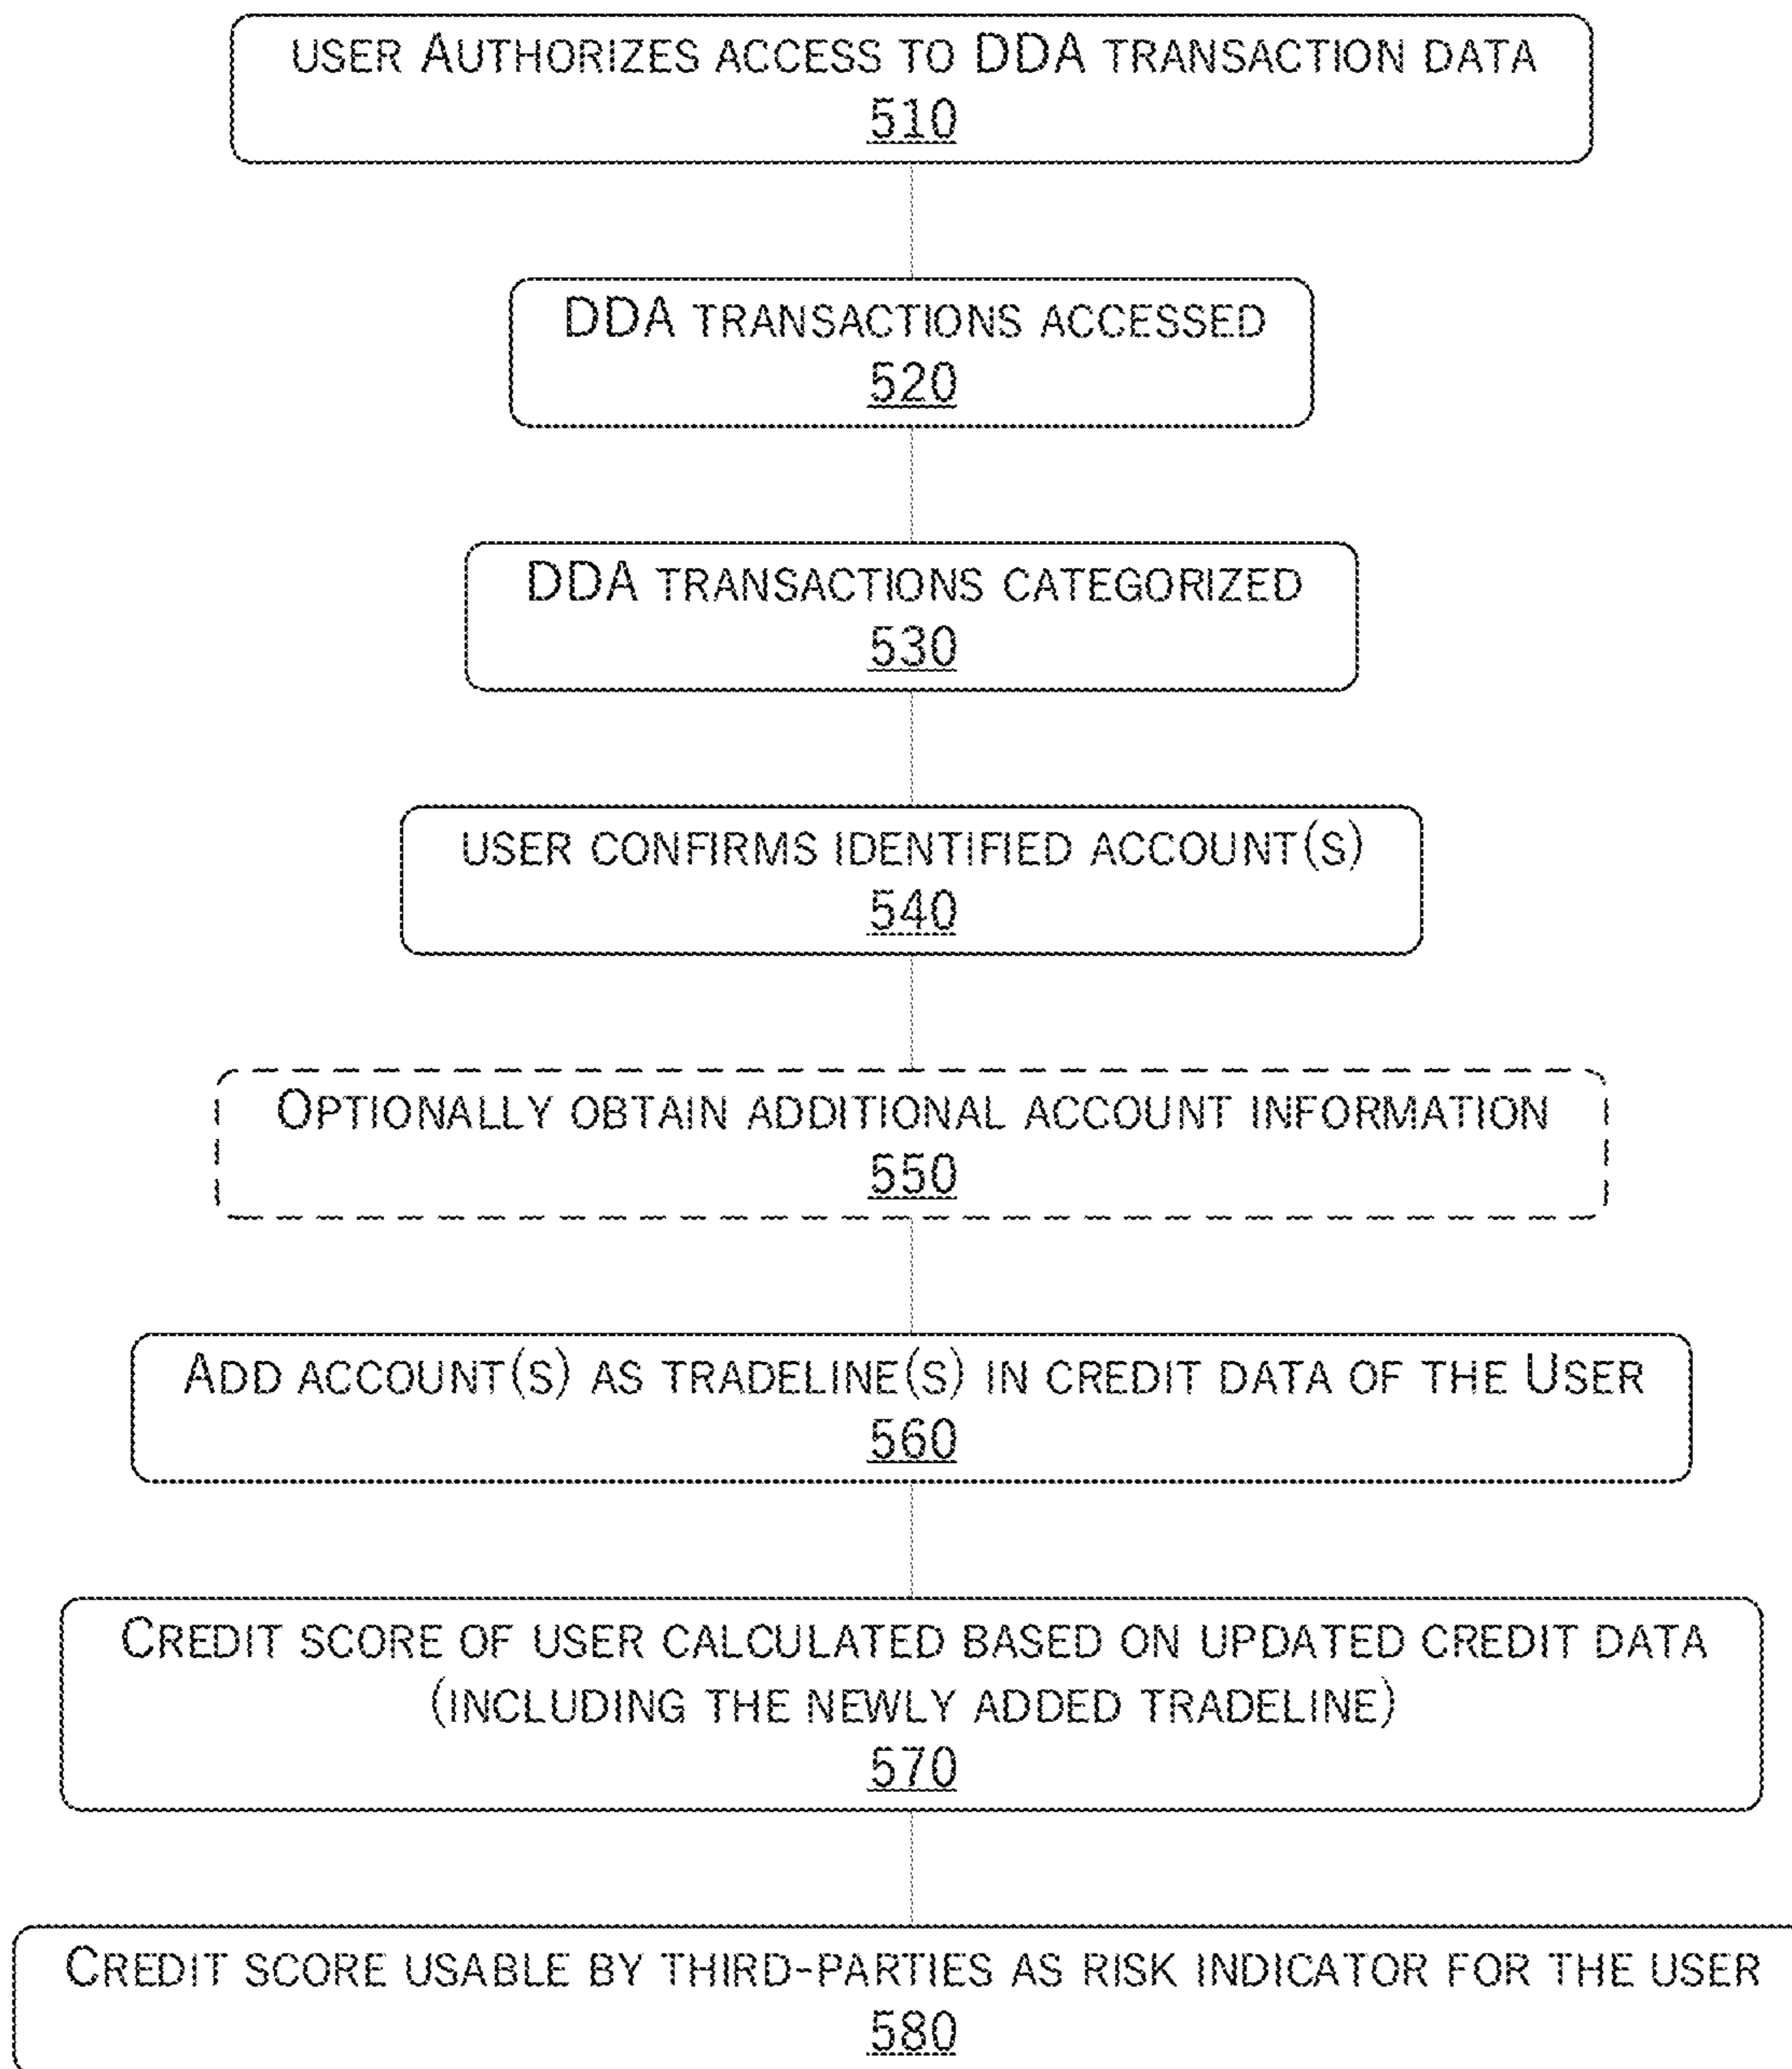 USER AUTHORIZES ACCESS TO DDA TRANSACTION DATA
510
DDA TRANSACTIONS ACCESSED
520
DDA TRANSACTIONS CATEGORIZED
530
USER CONFIRMS IDENTIFIED ACCOUNT(S)
540
OPTIONALLY OBTAIN ADDITIONAL ACCOUNT INFORMATION
550
ADD ACCOUNT(S) AS TRADELINE(S) IN CREDIT DATA OF THE USER
560
CREDIT SCORE OF USER CALCULATED BASED ON UPDATED CREDIT DATA
(INCLUDING THE NEWLY ADDED TRADELINE)
570
CREDIT SCORE USABLE BY THIRD-PARTIES AS RISK INDICATOR FOR THE USER
580